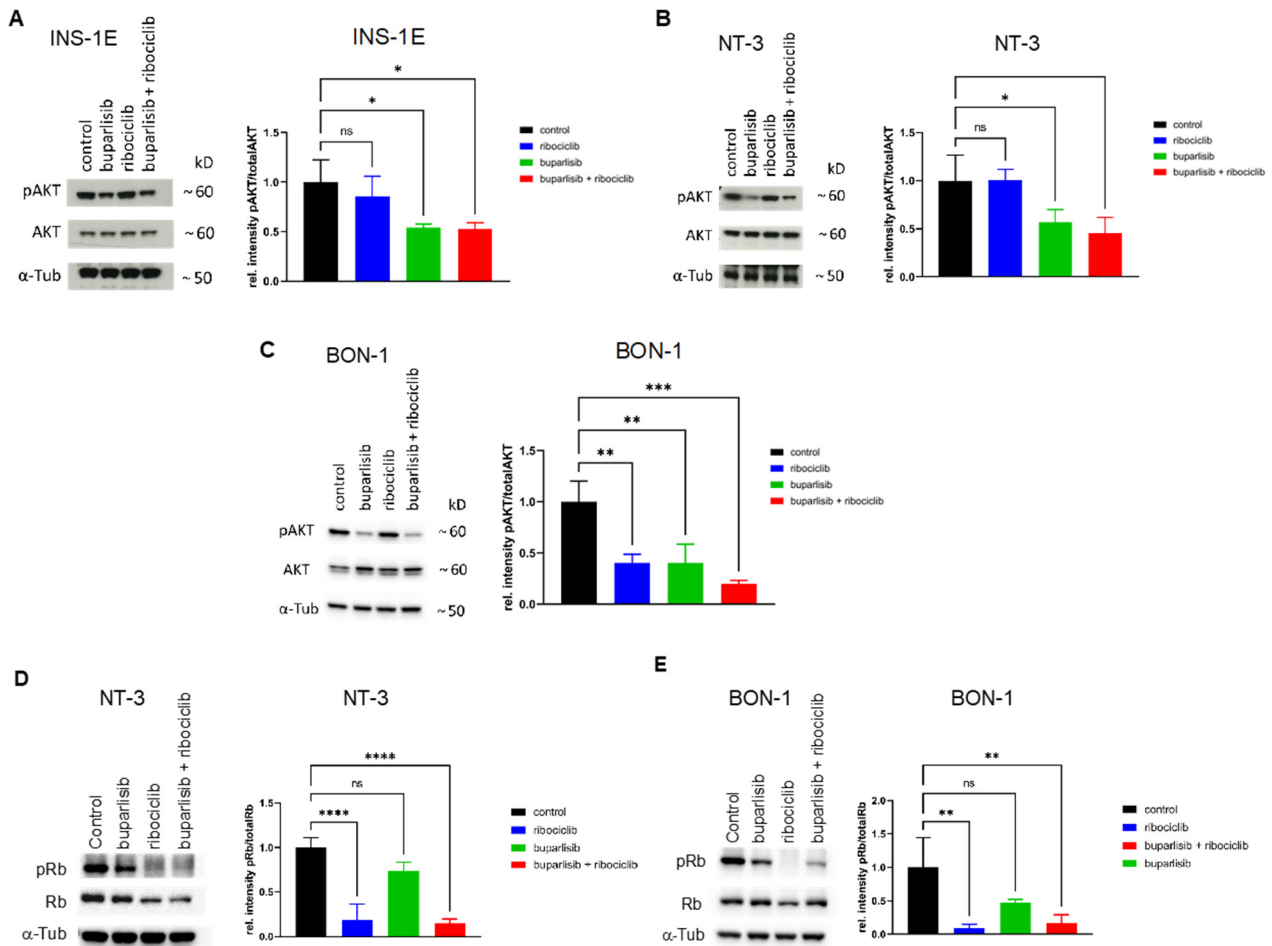 A
INS-1E
control
buparlisib
ribociclib
buparlisib + ribociclib
kD
pAKT
~60
AKT
~60
α-Tub
~50
INS-1E
*
*
ns
rel. intensity pAKT/totalAKT
1.5
1.0
0.5
0.0
control
ribociclib
buparlisib
buparlisib + ribociclib
B
NT-3
control
buparlisib
ribociclib
buparlisib + ribociclib
kD
pAKT
~60
AKT
~60
α-Tub
~50
NT-3
*
ns
rel. intensity pAKT/totalAKT
1.5
1.0
0.5
0.0
control
ribociclib
buparlisib
buparlisib + ribociclib
C
BON-1
control
buparlisib
ribociclib
buparlisib + ribociclib
kD
pAKT
~60
AKT
~60
α-Tub
~50
BON-1
***
**
**
rel. intensity pAKT/totalAKT
1.5
1.0
0.5
0.0
control
ribociclib
buparlisib
buparlisib + ribociclib
D
NT-3
Control
buparlisib
ribociclib
buparlisib + ribociclib
pRb
Rb
α-Tub
NT-3
****
ns
****
rel. intensity pRb/totalRb
1.5
1.0
0.5
0.0
control
ribociclib
buparlisib
buparlisib + ribociclib
E
BON-1
Control
buparlisib
ribociclib
buparlisib + ribociclib
pRb
Rb
α-Tub
BON-1
**
ns
**
rel. intensity pRb/totalRb
2.0
1.5
1.0
0.5
0.0
control
ribociclib
buparlisib + ribociclib
buparlisib